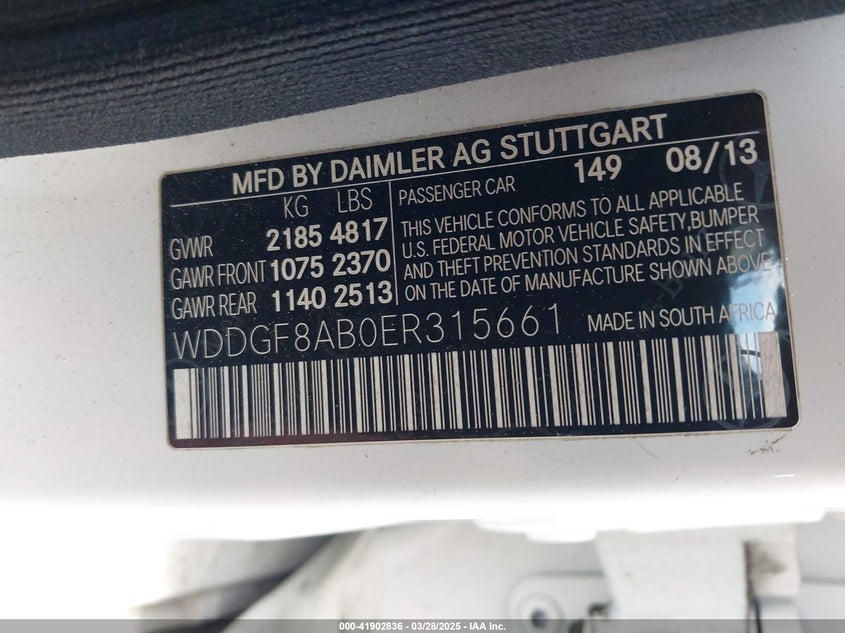 MFD BY DAIMLER AG STUTTGART
KG LBS
GVWR 2185 4817
GAWR FRONT 1075 2370
GAWR REAR 1140 2513
PASSENGER CAR 149 08/13
THIS VEHICLE CONFORMS TO ALL APPLICABLE
U.S. FEDERAL MOTOR VEHICLE SAFETY,BUMPER
AND THEFT PREVENTION STANDARDS IN EFFECT
ON THE DATE OF MANUFACTURE SHOWN ABOVE
WDDGF8AB0ER315661 MADE IN SOUTH AFRICA
000-41902836 - 03/28/2025 - IAA Inc.